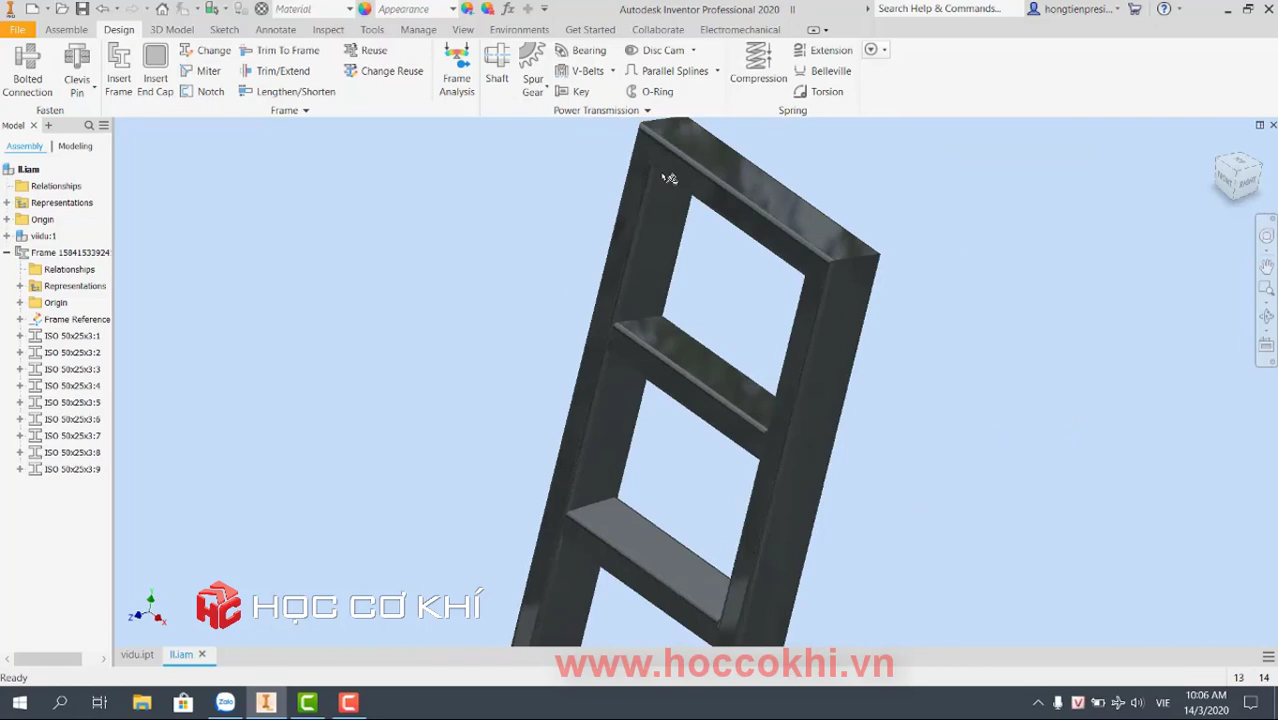 Material
Appearance
Autodesk Inventor Professional 2020
Search Help & Commands...
hongtienpresi...
File
Assemble
Design
3D Model
Sketch
Annotate
Inspect
Tools
Manage
View
Environments
Get Started
Collaborate
Electromechanical
Bolted Connection
Clevis Pin
Insert Frame
Insert End Cap
Change
Miter
Notch
Trim To Frame
Trim/Extend
Lengthen/Shorten
Reuse
Change Reuse
Frame Analysis
Shaft
Spur Gear
Bearing
V-Belts
Key
Disc Cam
Parallel Splines
O-Ring
Compression
Extension
Belleville
Torsion
Fasten
Frame
Power Transmission
Spring
Model
Assembly
Modeling
ll.iam
Relationships
Representations
Origin
viidu:1
Frame 15841533924
Relationships
Representations
Origin
Frame Reference
ISO 50x25x3:1
ISO 50x25x3:2
ISO 50x25x3:3
ISO 50x25x3:4
ISO 50x25x3:5
ISO 50x25x3:6
ISO 50x25x3:7
ISO 50x25x3:8
ISO 50x25x3:9
FRONT
RIGHT
HỌC CƠ KHÍ
vidu.ipt
ll.iam
www.hoccokhi.vn
Ready
13
14
Zalo
VIE
10:06 AM
14/3/2020